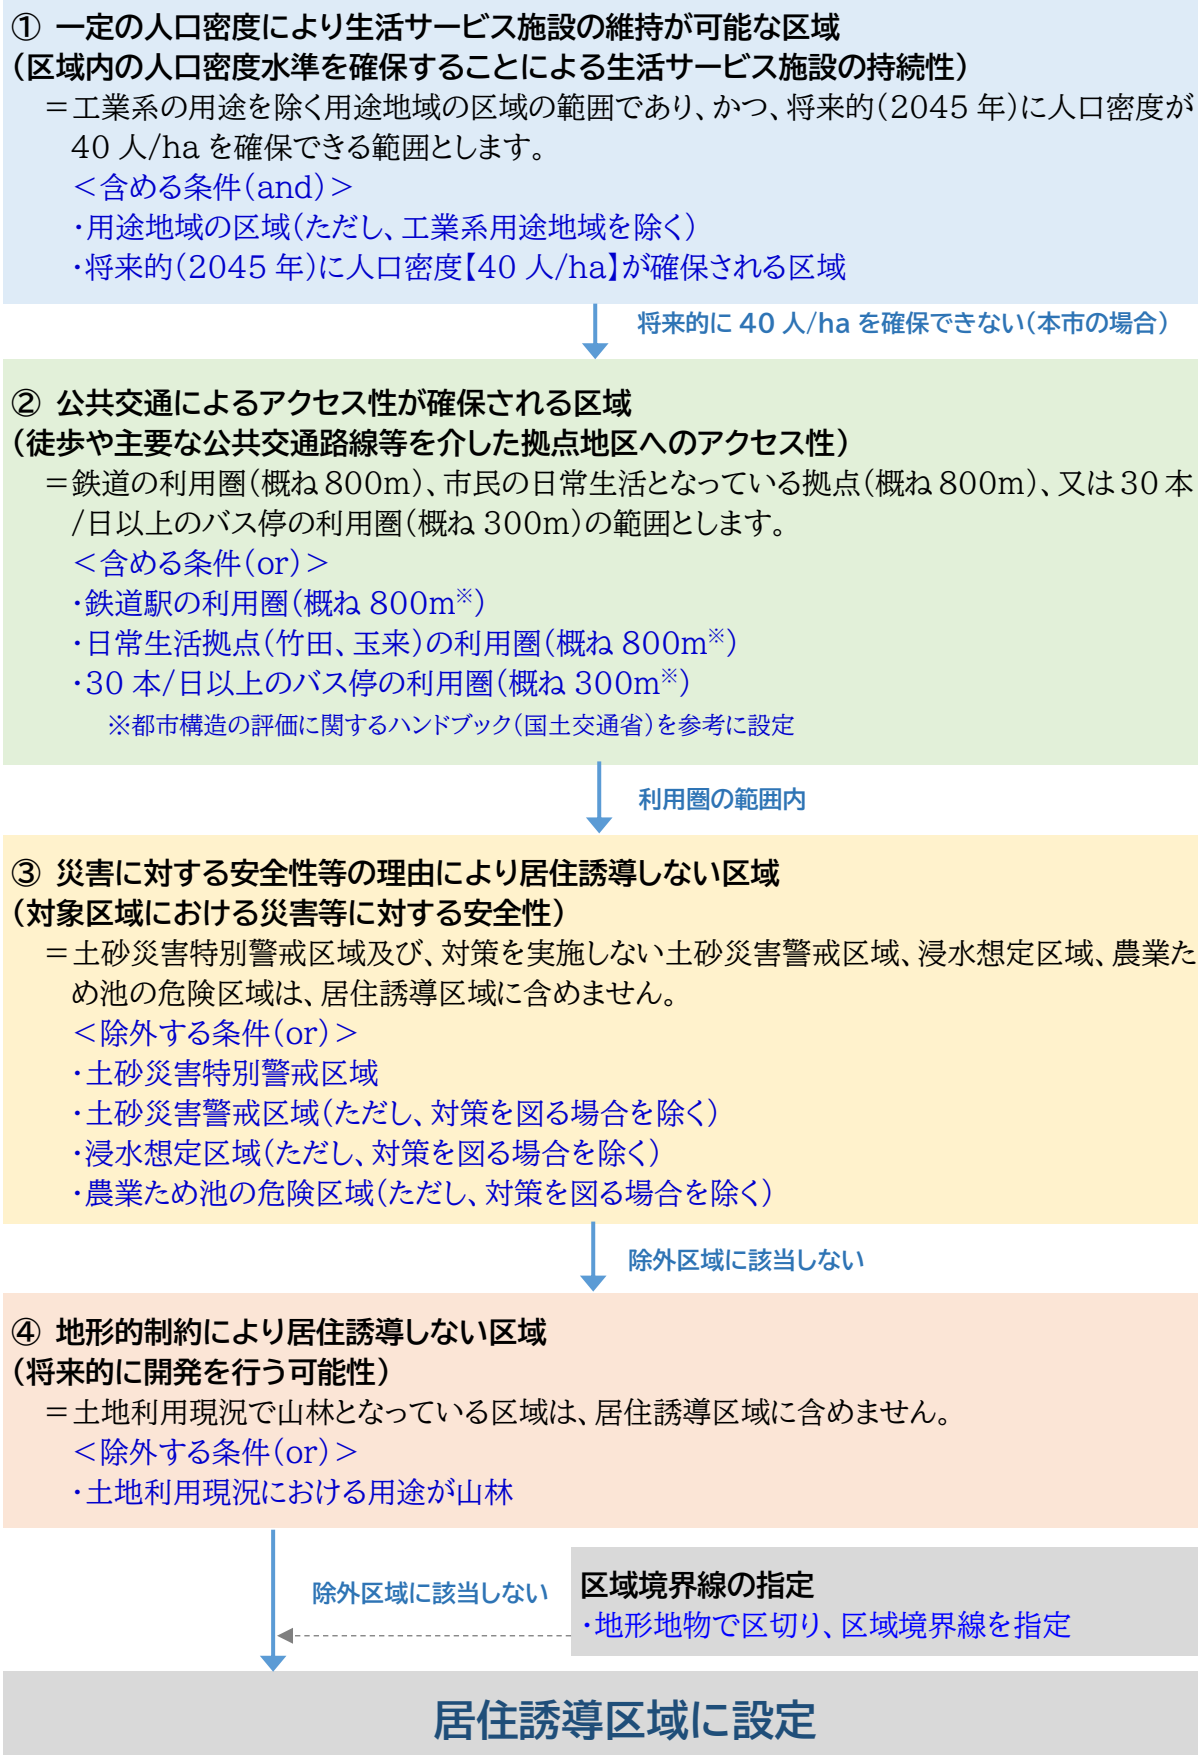 ① 一定の人口密度により生活サービス施設の維持が可能な区域
（区域内の人口密度水準を確保することによる生活サービス施設の持続性）
＝工業系の用途を除く用途地域の区域の範囲であり、かつ、将来的（2045 年）に人口密度が
40 人/ha を確保できる範囲とします。
＜含める条件（and）＞
・用途地域の区域（ただし、工業系用途地域を除く）
・将来的（2045 年）に人口密度【40 人/ha】が確保される区域
将来的に 40 人/ha を確保できない（本市の場合）
② 公共交通によるアクセス性が確保される区域
（徒歩や主要な公共交通路線等を介した拠点地区へのアクセス性）
＝鉄道の利用圏（概ね 800m）、市民の日常生活となっている拠点（概ね 800m）、又は 30 本
/日以上のバス停の利用圏（概ね 300m）の範囲とします。
＜含める条件（or）＞
・鉄道駅の利用圏（概ね 800m※）
・日常生活拠点（竹田、玉来）の利用圏（概ね 800m※）
・30 本/日以上のバス停の利用圏（概ね 300m※）
※都市構造の評価に関するハンドブック（国土交通省）を参考に設定
利用圏の範囲内
③ 災害に対する安全性等の理由により居住誘導しない区域
（対象区域における災害等に対する安全性）
＝土砂災害特別警戒区域及び、対策を実施しない土砂災害警戒区域、浸水想定区域、農業た
め池の危険区域は、居住誘導区域に含めません。
＜除外する条件（or）＞
・土砂災害特別警戒区域
・土砂災害警戒区域（ただし、対策を図る場合を除く）
・浸水想定区域（ただし、対策を図る場合を除く）
・農業ため池の危険区域（ただし、対策を図る場合を除く）
除外区域に該当しない
④ 地形的制約により居住誘導しない区域
（将来的に開発を行う可能性）
＝土地利用現況で山林となっている区域は、居住誘導区域に含めません。
＜除外する条件（or）＞
・土地利用現況における用途が山林
除外区域に該当しない
区域境界線の指定
・地形地物で区切り、区域境界線を指定
居住誘導区域に設定